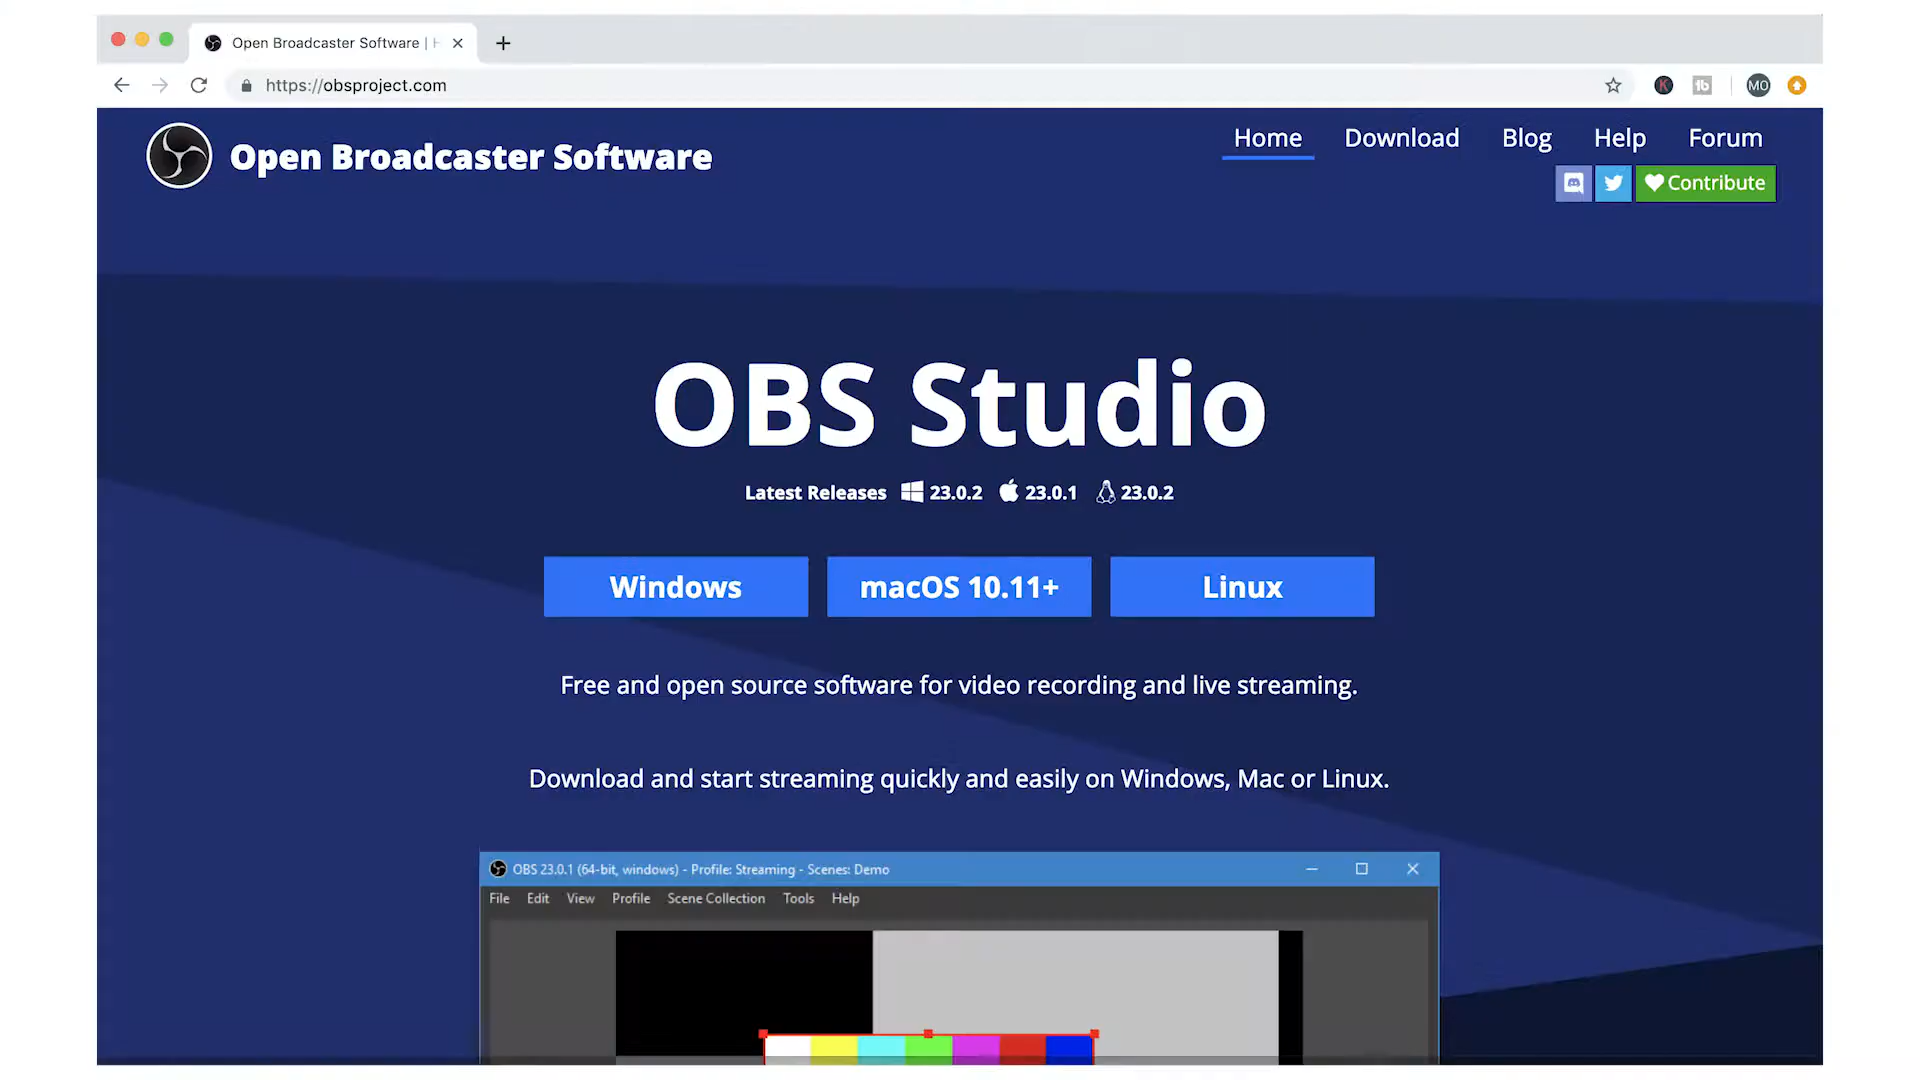 Open Broadcaster Software |
https://obsproject.com
MO
Open Broadcaster Software
Home Download Blog Help Forum
Contribute
OBS Studio
Latest Releases 23.0.2 23.0.1 23.0.2
Windows macOS 10.11+ Linux
Free and open source software for video recording and live streaming.
Download and start streaming quickly and easily on Windows, Mac or Linux.
OBS 23.0.1 (64-bit, windows) - Profile: Streaming - Scenes: Demo
File Edit View Profile Scene Collection Tools Help